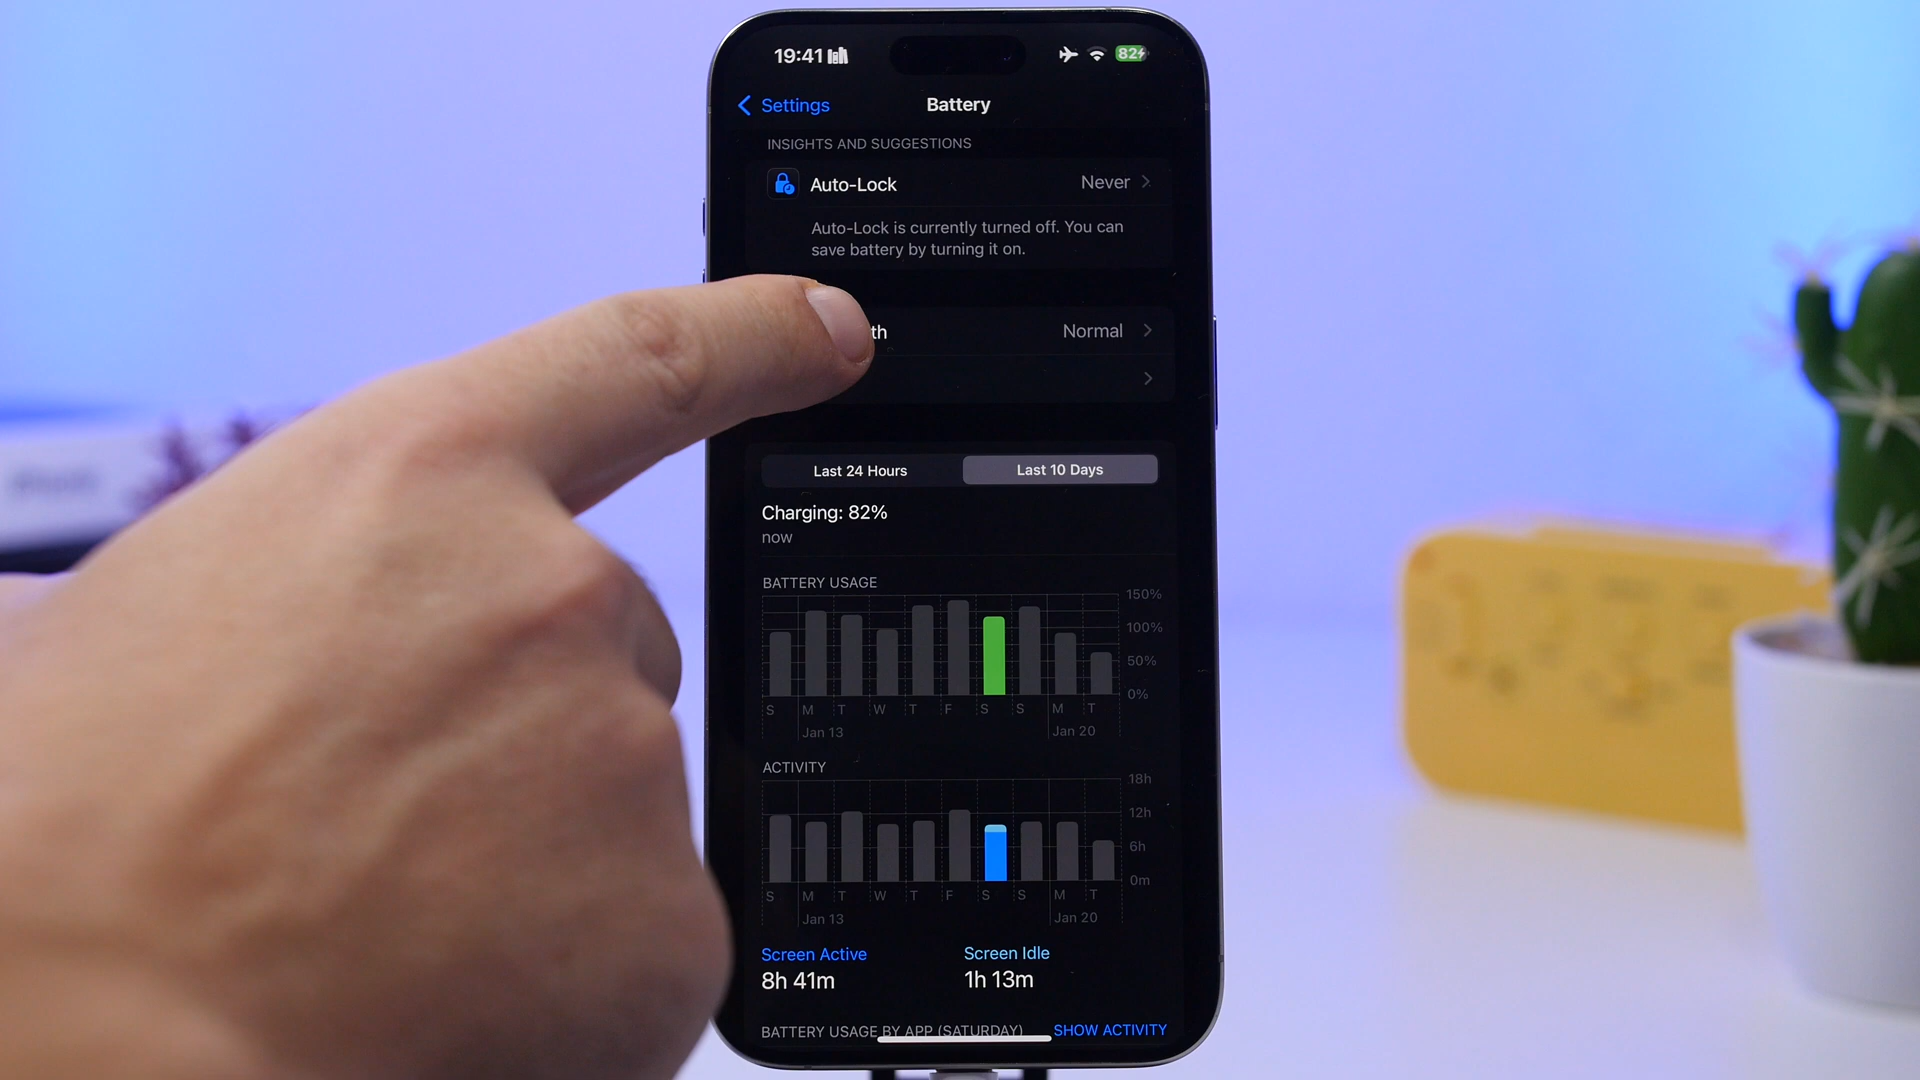 19:41
82
Settings
Battery
INSIGHTS AND SUGGESTIONS
Auto-Lock
Never
Auto-Lock is currently turned off. You can
save battery by turning it on.
th
Normal
Last 24 Hours
Last 10 Days
Charging: 82%
now
BATTERY USAGE
150%
100%
50%
0%
S M T W T F S S M T
Jan 13 Jan 20
ACTIVITY
18h
12h
6h
0m
S M T W T F S S M T
Jan 13 Jan 20
Screen Active
8h 41m
Screen Idle
1h 13m
BATTERY USAGE BY APP (SATURDAY)
SHOW ACTIVITY